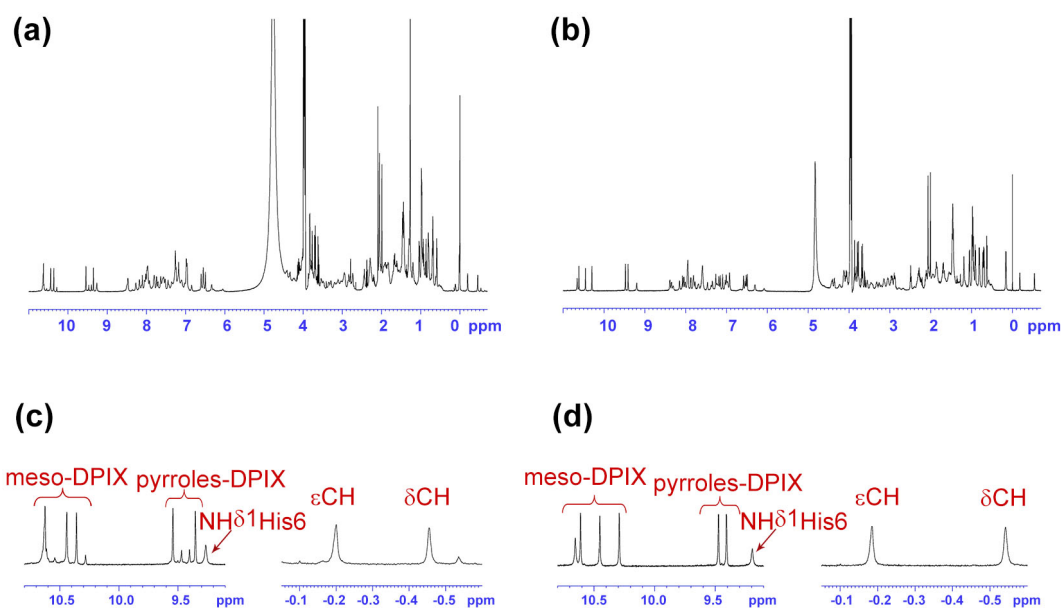 (a)
10 9 8 7 6 5 4 3 2 1 0 ppm
(b)
10 9 8 7 6 5 4 3 2 1 0 ppm
(c)
meso-DPIX pyrroles-DPIX
NHδ1His6
εCH δCH
10.5 10.0 9.5 ppm
-0.1 -0.2 -0.3 -0.4 -0.5 ppm
(d)
meso-DPIX pyrroles-DPIX
NHδ1His6
εCH δCH
10.5 10.0 9.5 ppm
-0.1 -0.2 -0.3 -0.4 -0.5 ppm